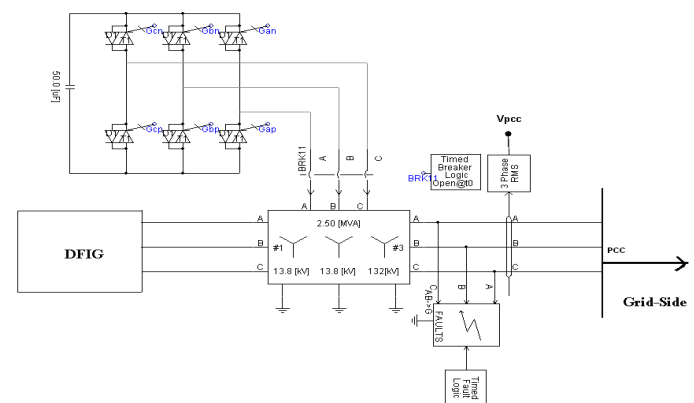 Gcn
Gbn
Gan
50.0 [uF]
Gcp
Gbp
Gap
Vpcc
BRK11
A
B
C
BRK11
Timed
Breaker
Logic
Open@t0
3 Phase
RMS
A
B
C
DFIG
A
B
C
2.50 [MVA]
#1
#3
13.8 [kV]
13.8 [kV]
132[kV]
A
B
C
A
B
C
PCC
Grid-Side
C
B
A
AB->G
FAULTS
Timed
Fault
Logic